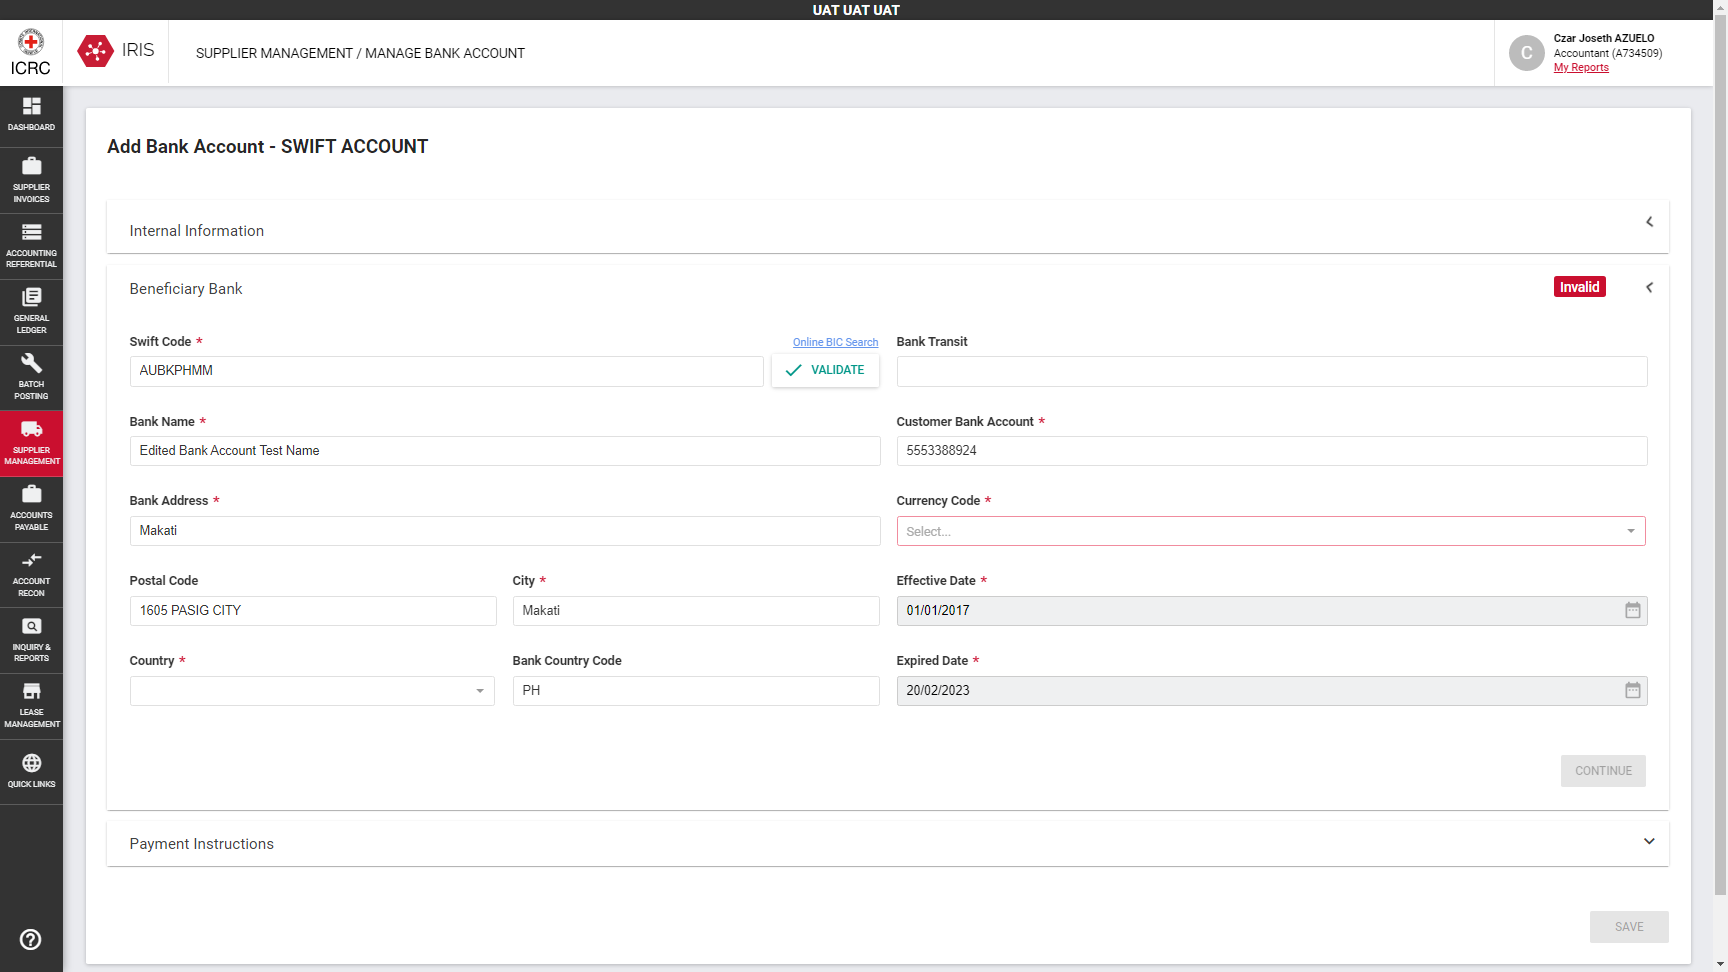 UAT UAT UAT
ICRC
IRIS
SUPPLIER MANAGEMENT / MANAGE BANK ACCOUNT
C
Czar Joseth AZUELO
Accountant (A734509)
My Reports
DASHBOARD
SUPPLIER
INVOICES
ACCOUNTING
REFERENTIAL
GENERAL
LEDGER
BATCH
POSTING
SUPPLIER
MANAGEMENT
ACCOUNTS
PAYABLE
ACCOUNT
RECON
INQUIRY &
REPORTS
LEASE
MANAGEMENT
QUICK LINKS
Add Bank Account - SWIFT ACCOUNT
Internal Information
Beneficiary Bank
Invalid
Swift Code *
Online BIC Search
AUBKPHMM
VALIDATE
Bank Transit
Bank Name *
Edited Bank Account Test Name
Customer Bank Account *
5553388924
Bank Address *
Makati
Currency Code *
Select...
Postal Code
1605 PASIG CITY
City *
Makati
Effective Date *
01/01/2017
Country *
Bank Country Code
PH
Expired Date *
20/02/2023
CONTINUE
Payment Instructions
SAVE